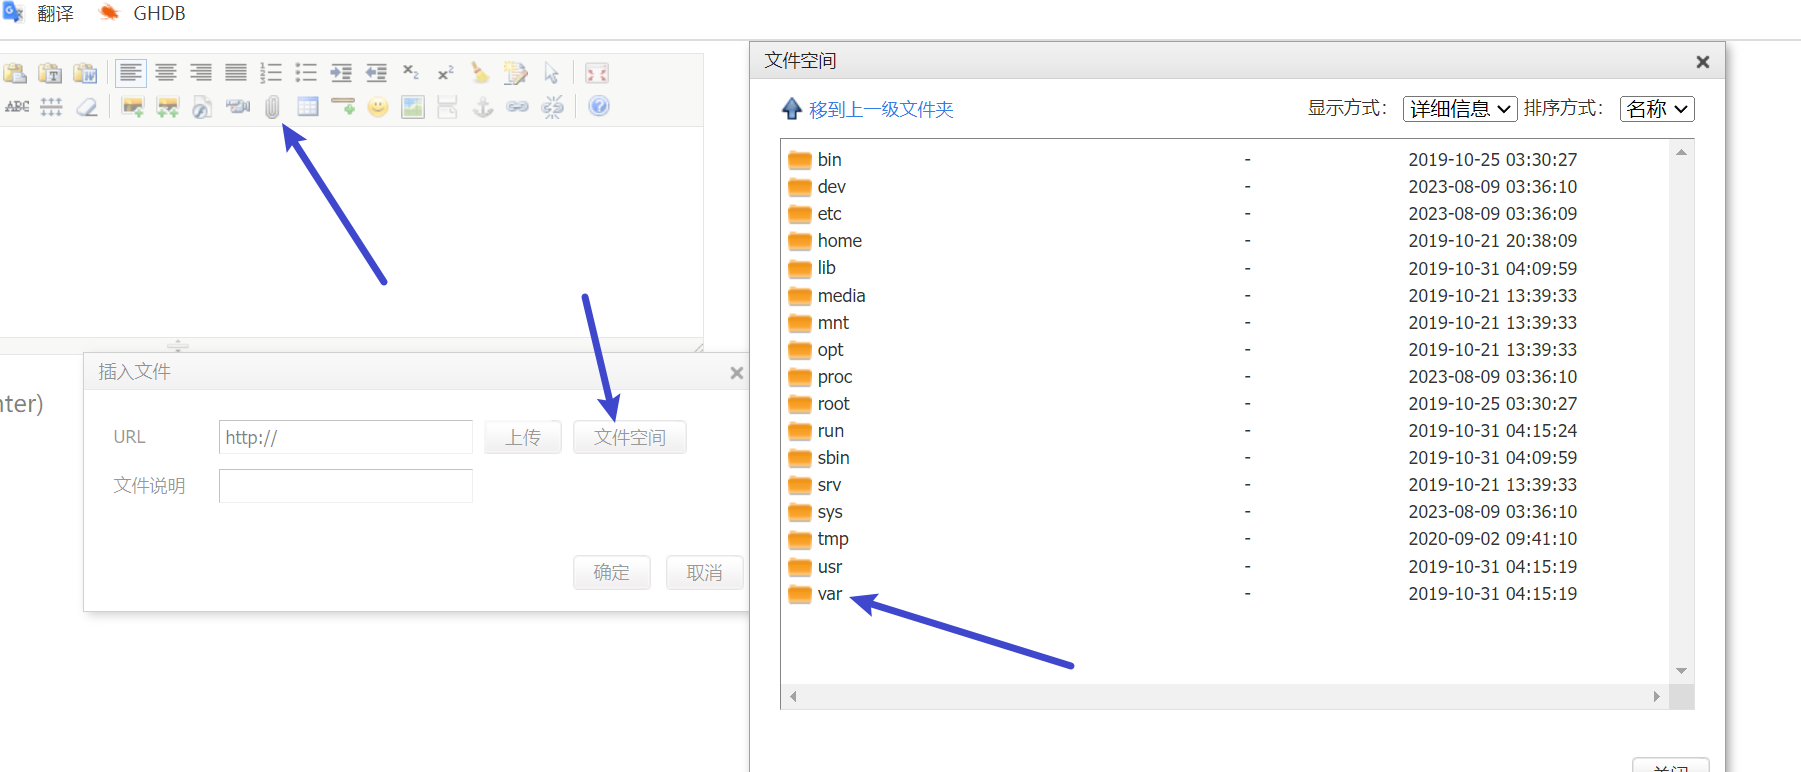 翻译 GHDB
ABC
nter)
插入文件
URL http:// 上传 文件空间
文件说明
确定 取消
文件空间
移到上一级文件夹 显示方式： 详细信息 排序方式： 名称
bin - 2019-10-25 03:30:27
dev - 2023-08-09 03:36:10
etc - 2023-08-09 03:36:09
home - 2019-10-21 20:38:09
lib - 2019-10-31 04:09:59
media - 2019-10-21 13:39:33
mnt - 2019-10-21 13:39:33
opt - 2019-10-21 13:39:33
proc - 2023-08-09 03:36:10
root - 2019-10-25 03:30:27
run - 2019-10-31 04:15:24
sbin - 2019-10-31 04:09:59
srv - 2019-10-21 13:39:33
sys - 2023-08-09 03:36:10
tmp - 2020-09-02 09:41:10
usr - 2019-10-31 04:15:19
var - 2019-10-31 04:15:19
关闭